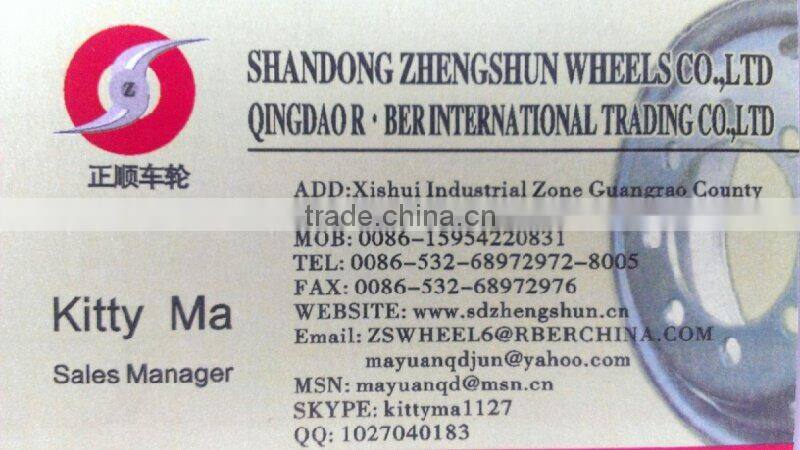 SHANDONG ZHENGSHUN WHEELS CO.,LTD
QINGDAO R·BER INTERNATIONAL TRADING CO.,LTD
Z
正顺车轮
ADD:Xishui Industrial Zone Guangrao County
trade.china.cn
MOB: 0086-15954220831
TEL: 0086-532-68972972-8005
FAX: 0086-532-68972976
WEBSITE: www.sdzhengshun.cn
Kitty Ma
Sales Manager
Email: ZSWHEEL6@RBERCHINA.COM
mayuanqdjun@yahoo.com
MSN: mayuanqd@msn.cn
SKYPE: kittyma1127
QQ: 1027040183